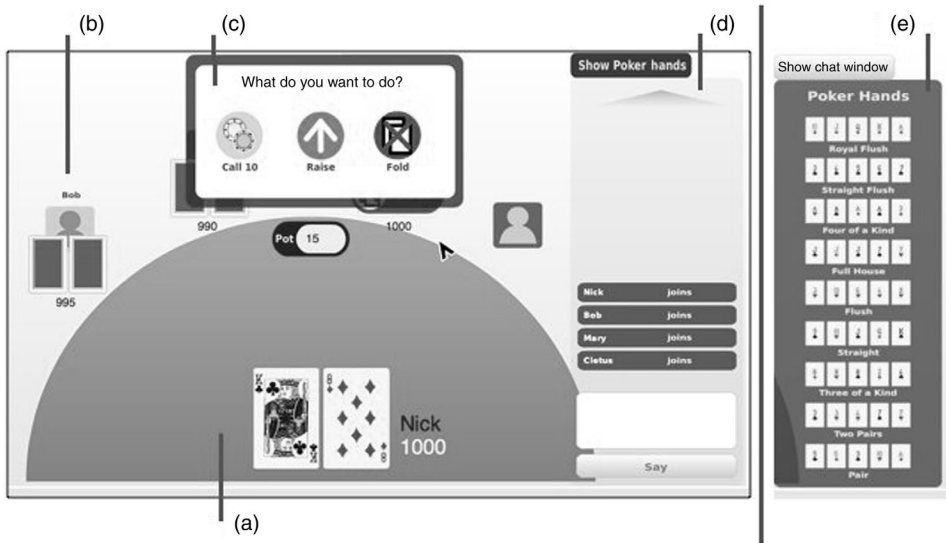 (b)
(c)
(d)
(e)
Show Poker hands
Show chat window
What do you want to do?
Call 10
Raise
Fold
Poker Hands
Royal Flush
Straight Flush
Four of a Kind
Full House
Flush
Straight
Three of a Kind
Two Pairs
Pair
Bob
995
990
1000
Pot 15
Nick joins
Bob joins
Mary joins
Cletus joins
K
8
Nick
1000
K
8
Say
(a)